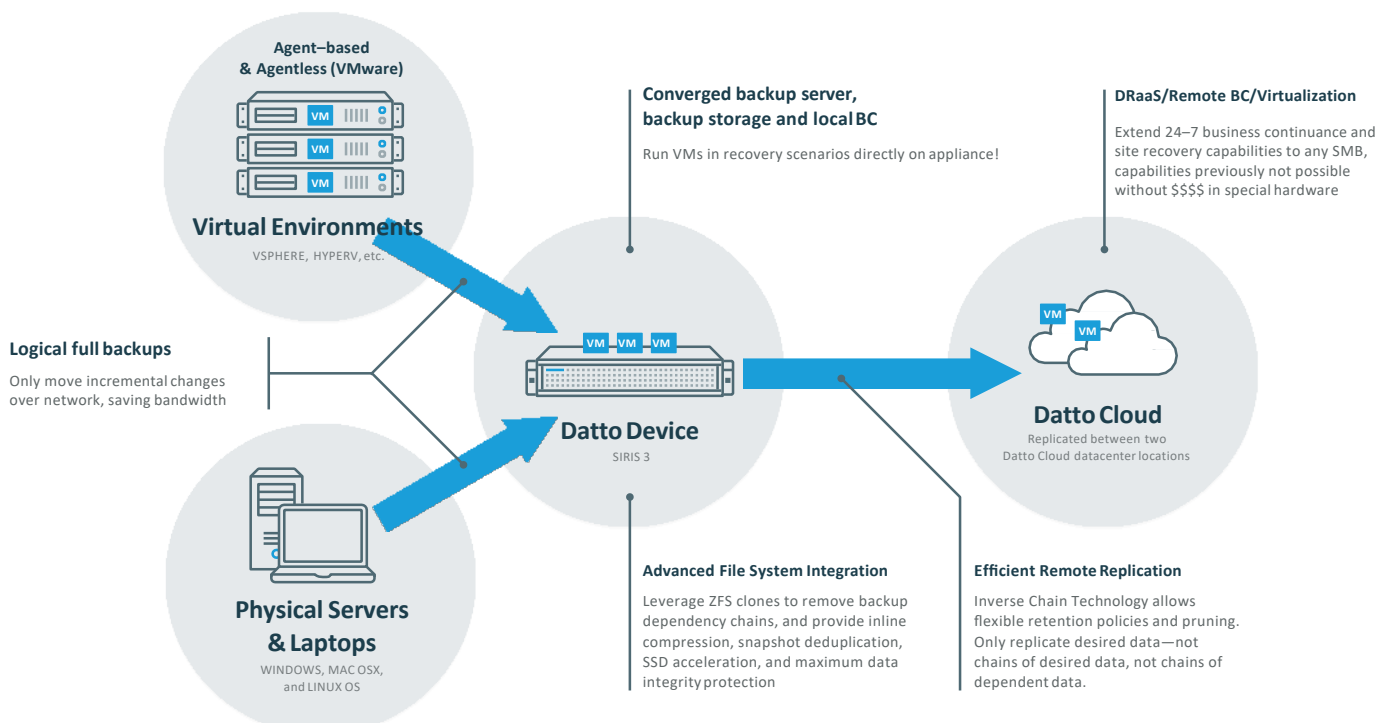 Agent–based
& Agentless (VMware)
VM
VM
VM
Virtual Environments
VSPHERE, HYPERV, etc.
Logical full backups
Only move incremental changes
over network, saving bandwidth
Physical Servers
& Laptops
WINDOWS, MAC OSX,
and LINUX OS
Converged backup server,
backup storage and local BC
Run VMs in recovery scenarios directly on appliance!
VM VM VM
Datto Device
SIRIS 3
Advanced File System Integration
Leverage ZFS clones to remove backup
dependency chains, and provide inline
compression, snapshot deduplication,
SSD acceleration, and maximum data
integrity protection
DRaaS/Remote BC/Virtualization
Extend 24–7 business continuance and
site recovery capabilities to any SMB,
capabilities previously not possible
without $$$$ in special hardware
VM
VM
Datto Cloud
Replicated between two
Datto Cloud datacenter locations
Efficient Remote Replication
Inverse Chain Technology allows
flexible retention policies and pruning.
Only replicate desired data—not
chains of desired data, not chains of
dependent data.